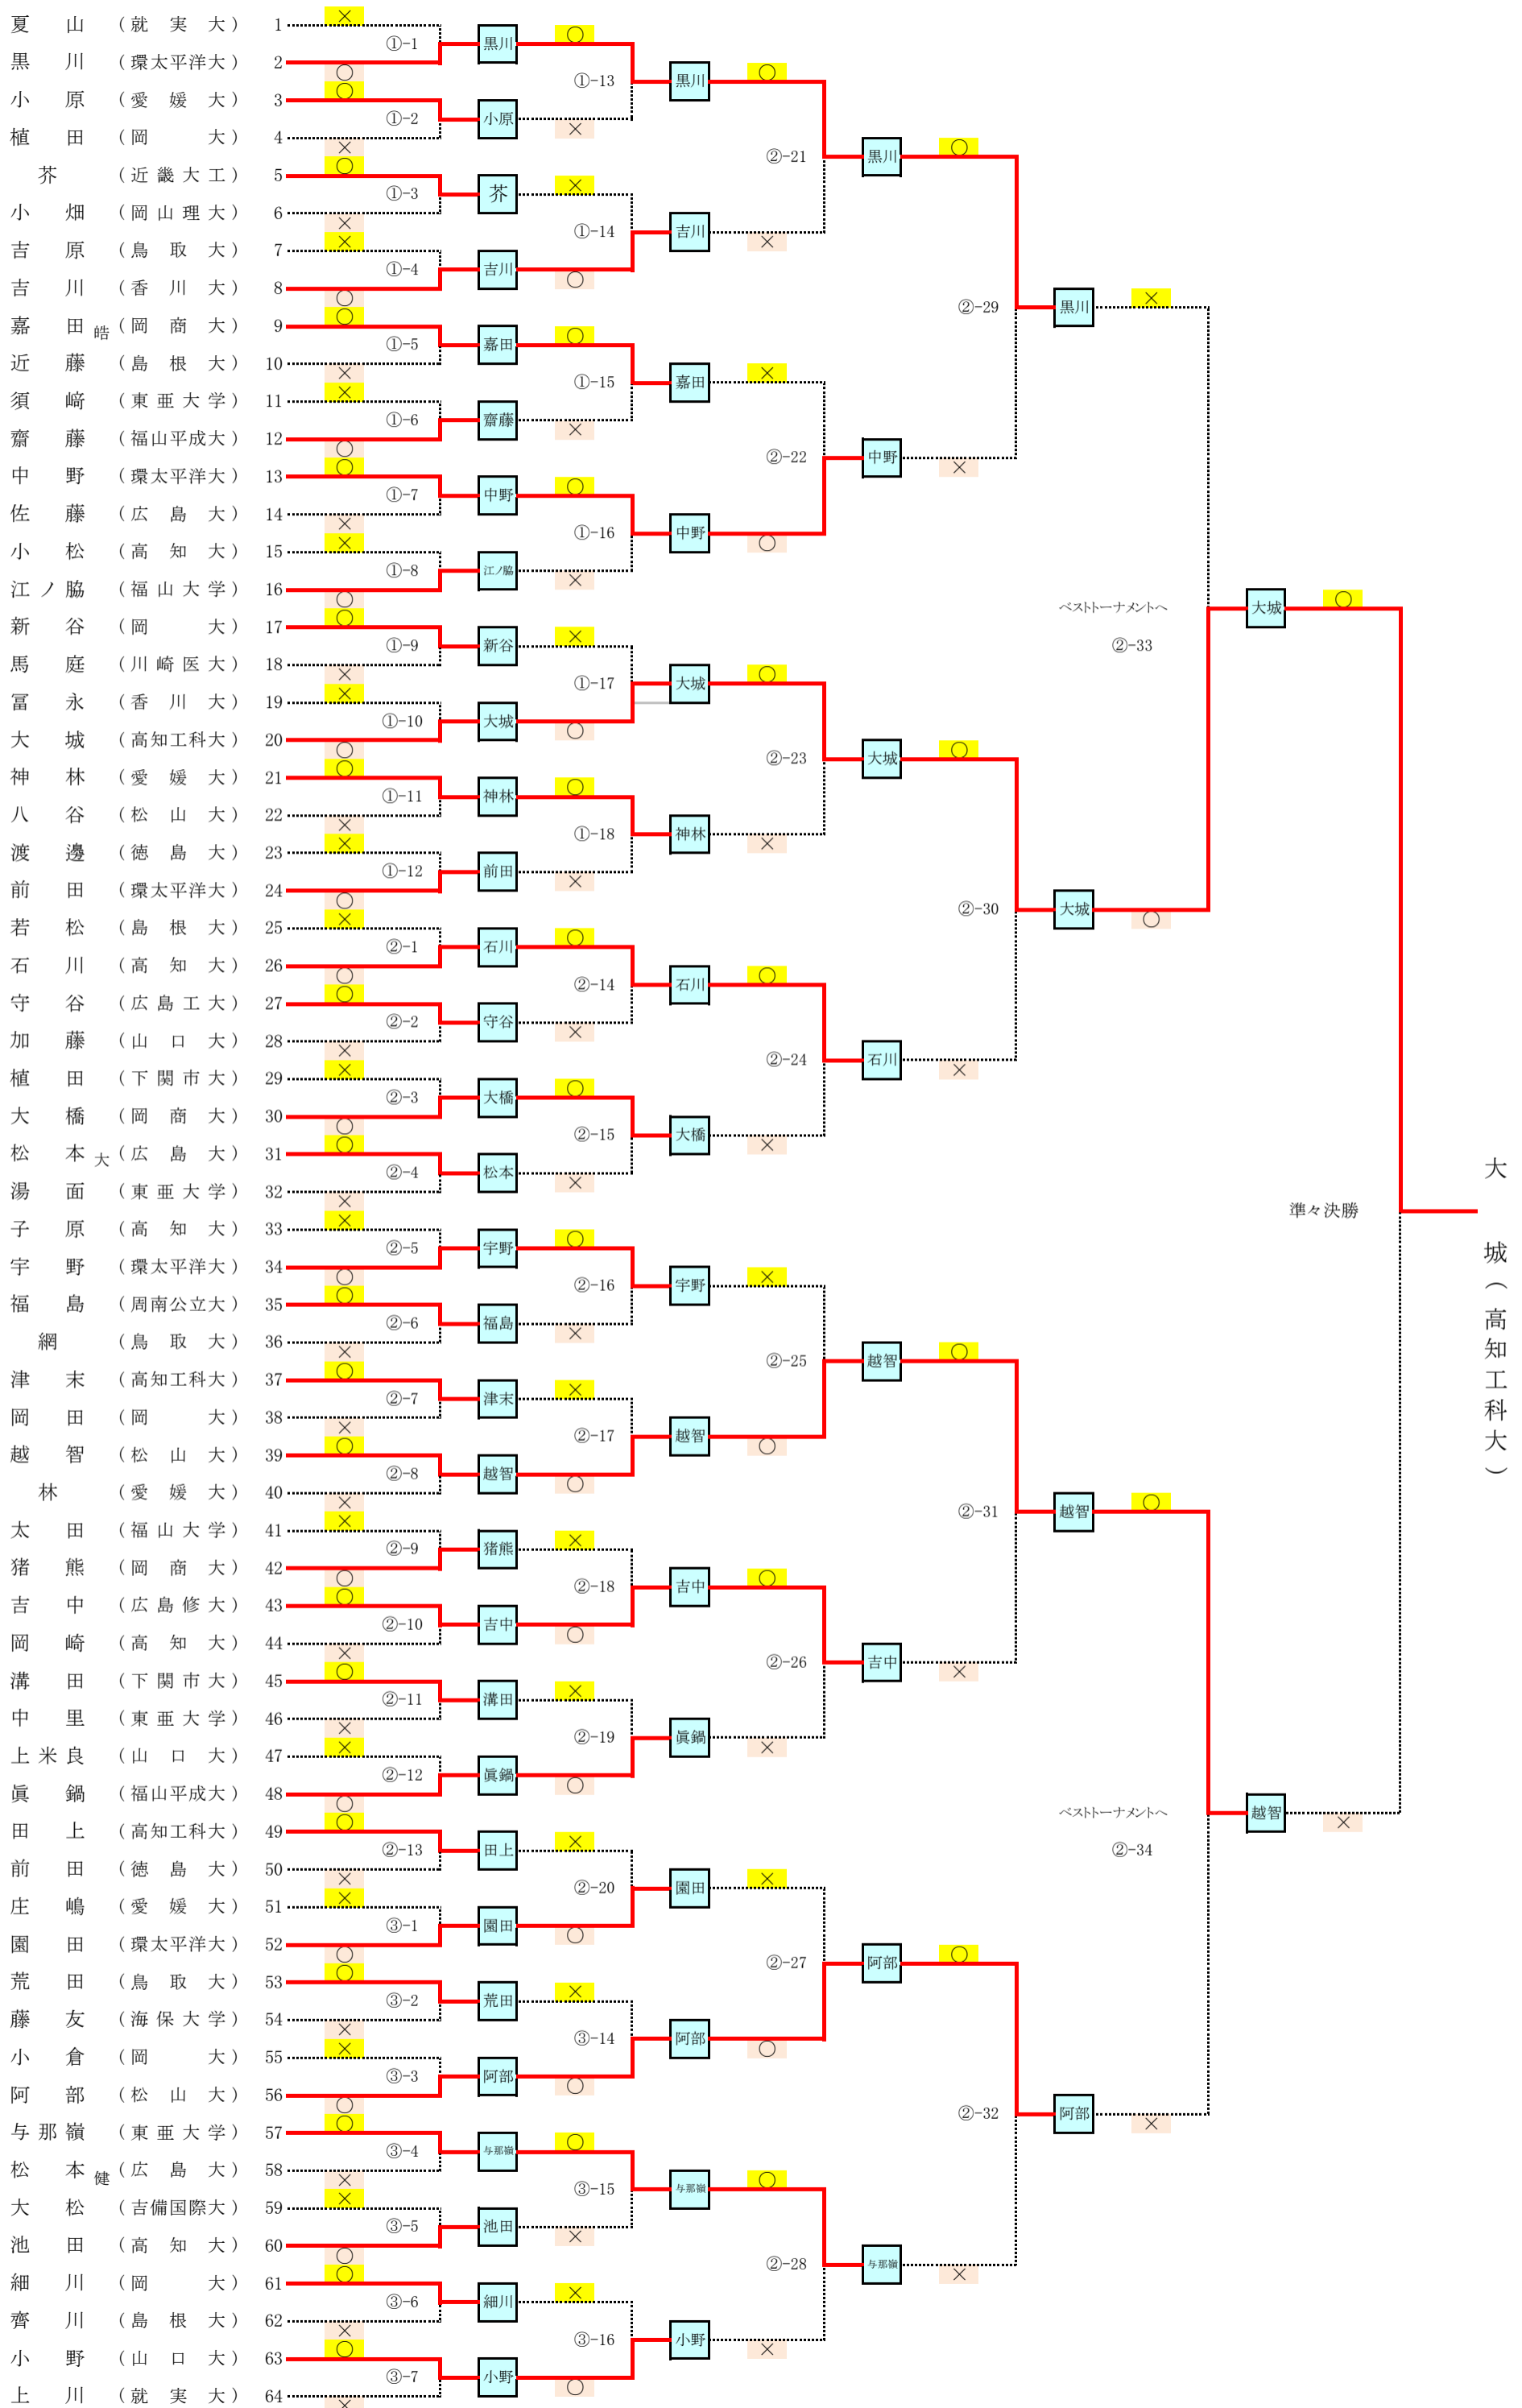 夏山（就実大）1 ×
①-1 黒川 ○
黒川（環太平洋大）2 ○
①-13 黒川 ○
小原（愛媛大）3 ○
①-2 小原 ×
植田（岡大）4 ×
②-21 黒川 ○
芥（近畿大工）5 ○
①-3 芥 ×
小畑（岡山理大）6 ×
①-14 吉川 ×
吉原（鳥取大）7 ×
①-4 吉川 ○
吉川（香川大）8 ○
②-29 黒川 ×
嘉田皓（岡商大）9 ○
①-5 嘉田 ○
近藤（島根大）10 ×
①-15 嘉田 ×
須﨑（東亜大学）11 ×
①-6 齋藤 ×
齋藤（福山平成大）12 ○
②-22 中野 ×
中野（環太平洋大）13 ○
①-7 中野 ○
佐藤（広島大）14 ×
①-16 中野 ○
小松（高知大）15 ×
①-8 江ノ脇 ×
江ノ脇（福山大学）16 ○
ベストトーナメントへ
②-33 大城 ○
新谷（岡大）17 ○
①-9 新谷 ×
馬庭（川崎医大）18 ×
①-17 大城 ○
冨永（香川大）19 ×
①-10 大城 ○
大城（高知工科大）20 ○
②-23 大城 ○
神林（愛媛大）21 ○
①-11 神林 ○
八谷（松山大）22 ×
①-18 神林 ×
渡邊（徳島大）23 ×
①-12 前田 ×
前田（環太平洋大）24 ○
②-30 大城 ○
若松（島根大）25 ×
②-1 石川 ○
石川（高知大）26 ○
②-14 石川 ○
守谷（広島工大）27 ○
②-2 守谷 ×
加藤（山口大）28 ×
②-24 石川 ×
植田（下関市大）29 ×
②-3 大橋 ○
大橋（岡商大）30 ○
②-15 大橋 ×
松本大（広島大）31 ○
②-4 松本 ×
湯面（東亜大学）32 ×
準々決勝
大城（高知工科大）
子原（高知大）33 ×
②-5 宇野 ○
宇野（環太平洋大）34 ○
②-16 宇野 ×
福島（周南公立大）35 ○
②-6 福島 ×
網（鳥取大）36 ×
②-25 越智 ○
津末（高知工科大）37 ○
②-7 津末 ×
岡田（岡大）38 ×
②-17 越智 ○
越智（松山大）39 ○
②-8 越智 ○
林（愛媛大）40 ×
②-31 越智 ○
太田（福山大学）41 ×
②-9 猪熊 ×
猪熊（岡商大）42 ○
②-18 吉中 ○
吉中（広島修大）43 ○
②-10 吉中 ○
岡崎（高知大）44 ×
②-26 吉中 ×
溝田（下関市大）45 ○
②-11 溝田 ×
中里（東亜大学）46 ×
②-19 眞鍋 ×
上米良（山口大）47 ×
②-12 眞鍋 ○
眞鍋（福山平成大）48 ○
ベストトーナメントへ
②-34 越智 ×
田上（高知工科大）49 ○
②-13 田上 ×
前田（徳島大）50 ×
②-20 園田 ×
庄嶋（愛媛大）51 ×
③-1 園田 ○
園田（環太平洋大）52 ○
②-27 阿部 ○
荒田（鳥取大）53 ○
③-2 荒田 ×
藤友（海保大学）54 ×
③-14 阿部 ○
小倉（岡大）55 ×
③-3 阿部 ○
阿部（松山大）56 ○
②-32 阿部 ×
与那嶺（東亜大学）57 ○
③-4 与那嶺 ○
松本健（広島大）58 ×
③-15 与那嶺 ○
大松（吉備国際大）59 ×
③-5 池田 ×
池田（高知大）60 ○
②-28 与那嶺 ×
細川（岡大）61 ○
③-6 細川 ×
齊川（島根大）62 ×
③-16 小野 ×
小野（山口大）63 ○
③-7 小野 ○
上川（就実大）64 ×